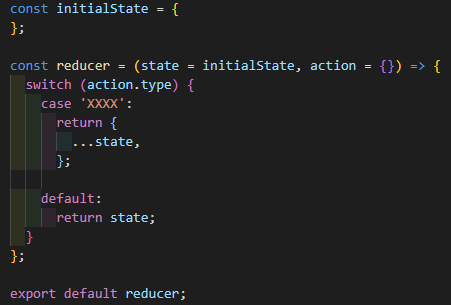 const initialState = {
};
const reducer = (state = initialState, action = {}) => {
  switch (action.type) {
    case 'XXXX':
      return {
        ...state,
      };
    default:
      return state;
  }
};
export default reducer;